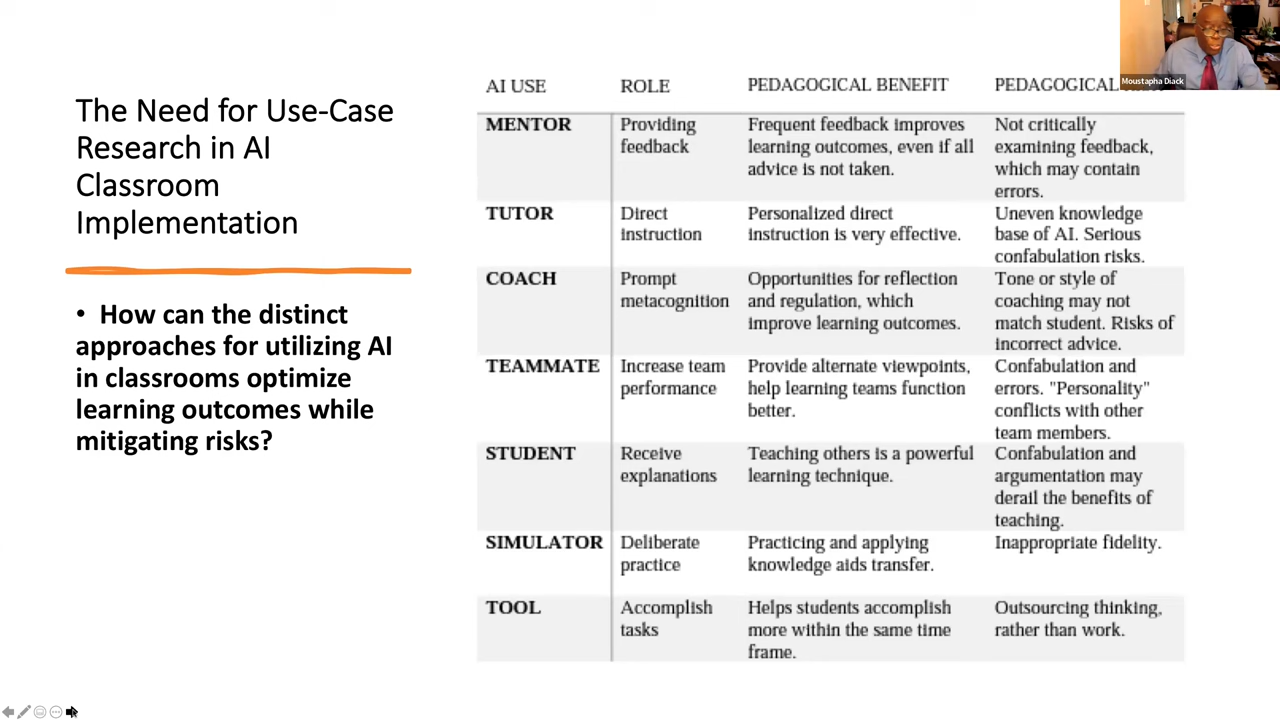 The Need for Use-Case
Research in AI
Classroom
Implementation
• How can the distinct
approaches for utilizing AI
in classrooms optimize
learning outcomes while
mitigating risks?
AI USE ROLE PEDAGOGICAL BENEFIT PEDAGOGICAL
MENTOR Providing Frequent feedback improves Not critically
feedback learning outcomes, even if all examining feedback,
advice is not taken. which may contain
errors.
TUTOR Direct Personalized direct Uneven knowledge
instruction instruction is very effective. base of AI. Serious
confabulation risks.
COACH Prompt Opportunities for reflection Tone or style of
metacognition and regulation, which coaching may not
improve learning outcomes. match student. Risks of
incorrect advice.
TEAMMATE Increase team Provide alternate viewpoints, Confabulation and
performance help learning teams function errors. "Personality"
better. conflicts with other
team members.
STUDENT Receive Teaching others is a powerful Confabulation and
explanations learning technique. argumentation may
derail the benefits of
teaching.
SIMULATOR Deliberate Practicing and applying Inappropriate fidelity.
practice knowledge aids transfer.
TOOL Accomplish Helps students accomplish Outsourcing thinking,
tasks more within the same time rather than work.
frame.
Moustapha Diack